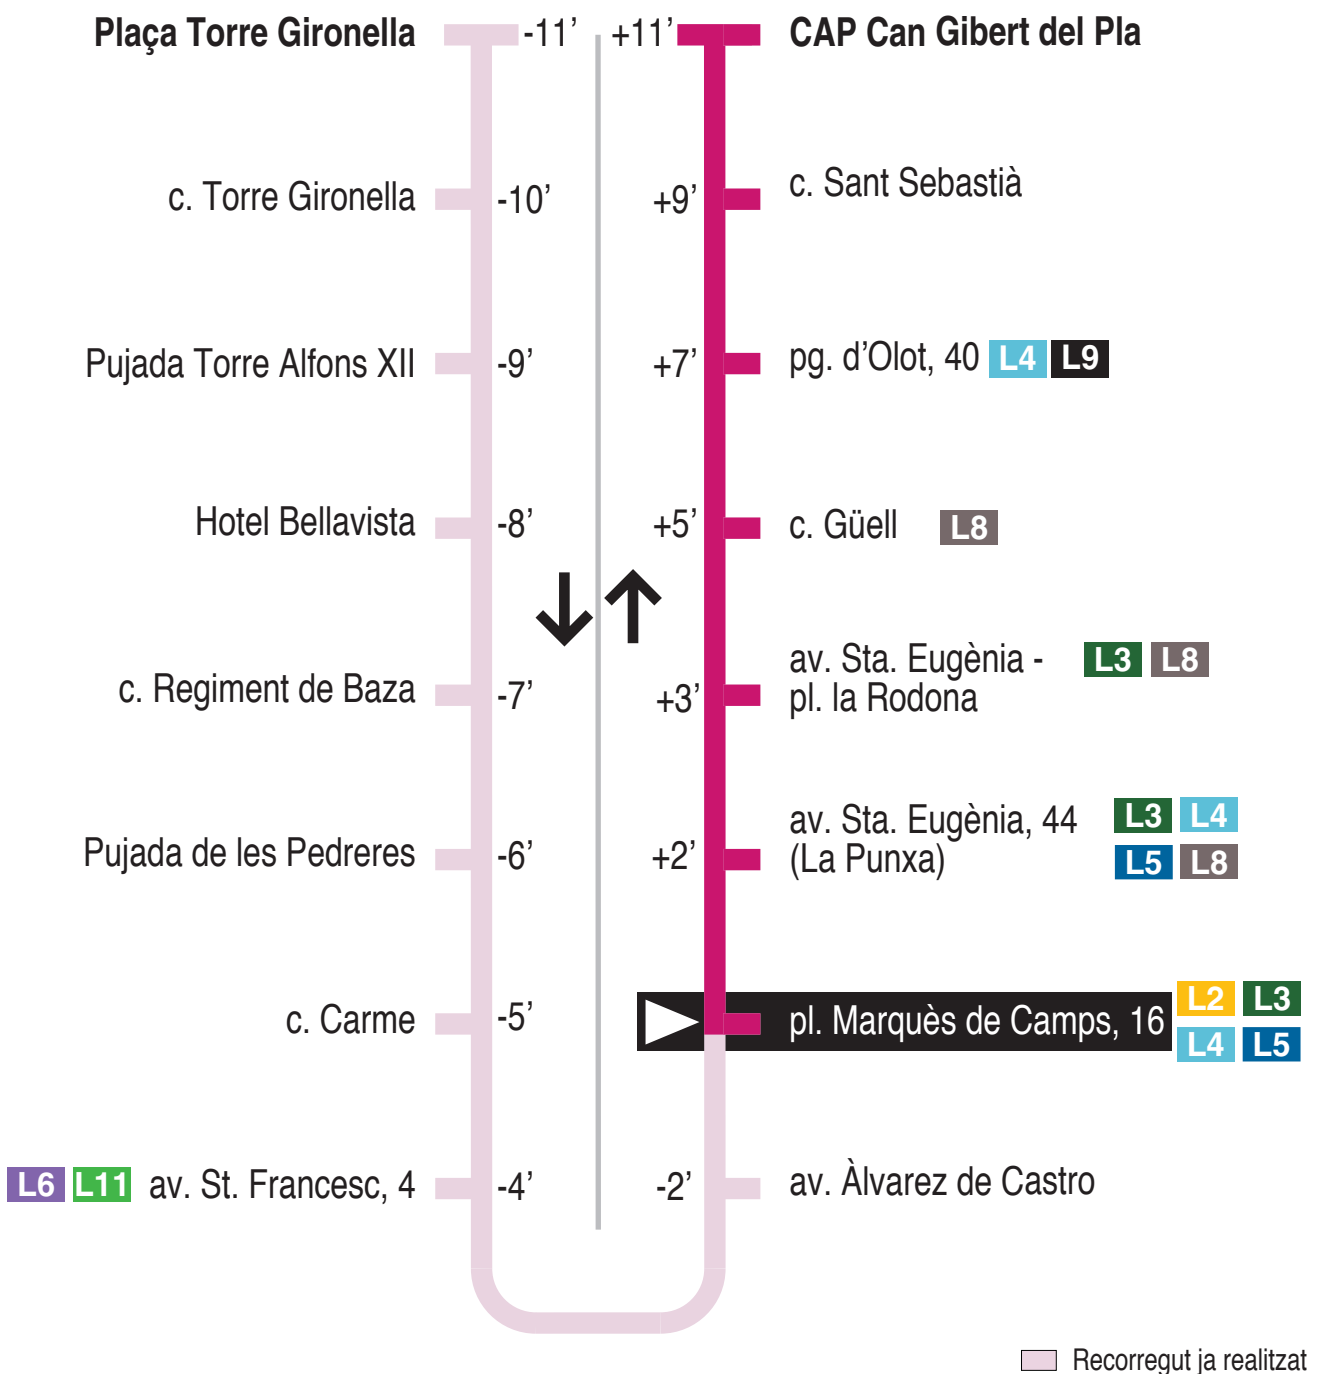 Plaça Torre Gironella -11’ +11’ CAP Can Gibert del Pla
c. Torre Gironella -10’ +9’ c. Sant Sebastià
Pujada Torre Alfons XII -9’ +7’ pg. d’Olot, 40 L4 L9
Hotel Bellavista -8’ +5’ c. Güell L8
c. Regiment de Baza -7’ +3’ av. Sta. Eugènia - L3 L8
pl. la Rodona
Pujada de les Pedreres -6’ +2’ av. Sta. Eugènia, 44 L3 L4
(La Punxa) L5 L8
c. Carme -5’ pl. Marquès de Camps, 16 L2 L3
L4 L5
L6 L11 av. St. Francesc, 4 -4’ -2’ av. Àlvarez de Castro
Recorregut ja realitzat